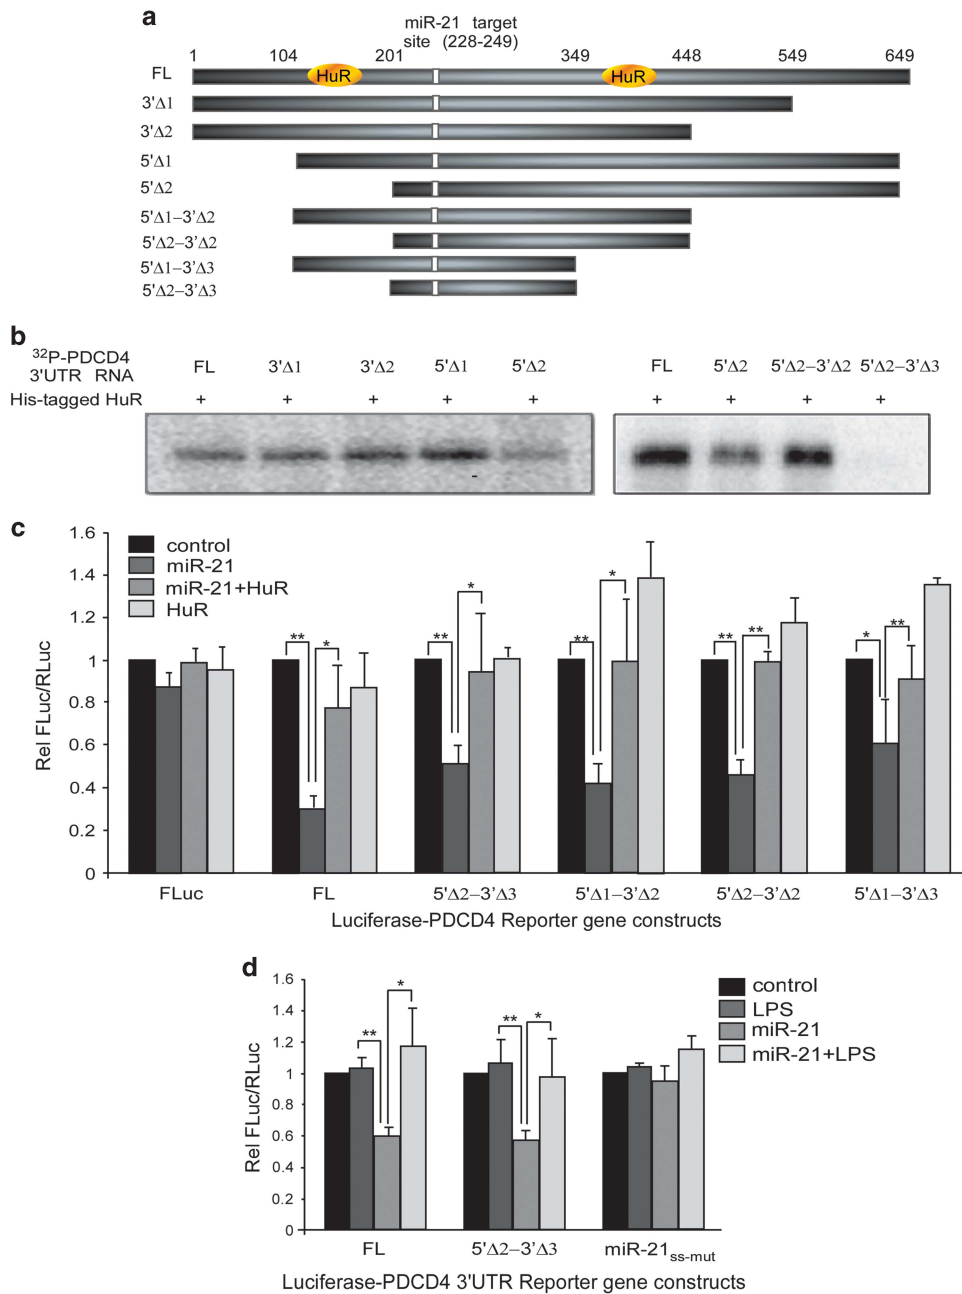 a
miR-21 target
site (228-249)
1 104 201 349 448 549 649
FL HuR HuR
3'Δ1
3'Δ2
5'Δ1
5'Δ2
5'Δ1–3'Δ2
5'Δ2–3'Δ2
5'Δ1–3'Δ3
5'Δ2–3'Δ3
b
32P-PDCD4
3'UTR RNA
FL 3'Δ1 3'Δ2 5'Δ1 5'Δ2 FL 5'Δ2 5'Δ2–3'Δ2 5'Δ2–3'Δ3
His-tagged HuR + + + + + + + + +
c
Rel FLuc/RLuc
1.6
1.4
1.2
1
0.8
0.6
0.4
0.2
0
control
miR-21
miR-21+HuR
HuR
** * ** * ** * ** ** * **
FLuc FL 5'Δ2–3'Δ3 5'Δ1–3'Δ2 5'Δ2–3'Δ2 5'Δ1–3'Δ3
Luciferase-PDCD4 Reporter gene constructs
d
Rel FLuc/RLuc
1.6
1.4
1.2
1
0.8
0.6
0.4
0.2
0
** * ** *
control
LPS
miR-21
miR-21+LPS
FL 5'Δ2–3'Δ3 miR-21ss-mut
Luciferase-PDCD4 3'UTR Reporter gene constructs